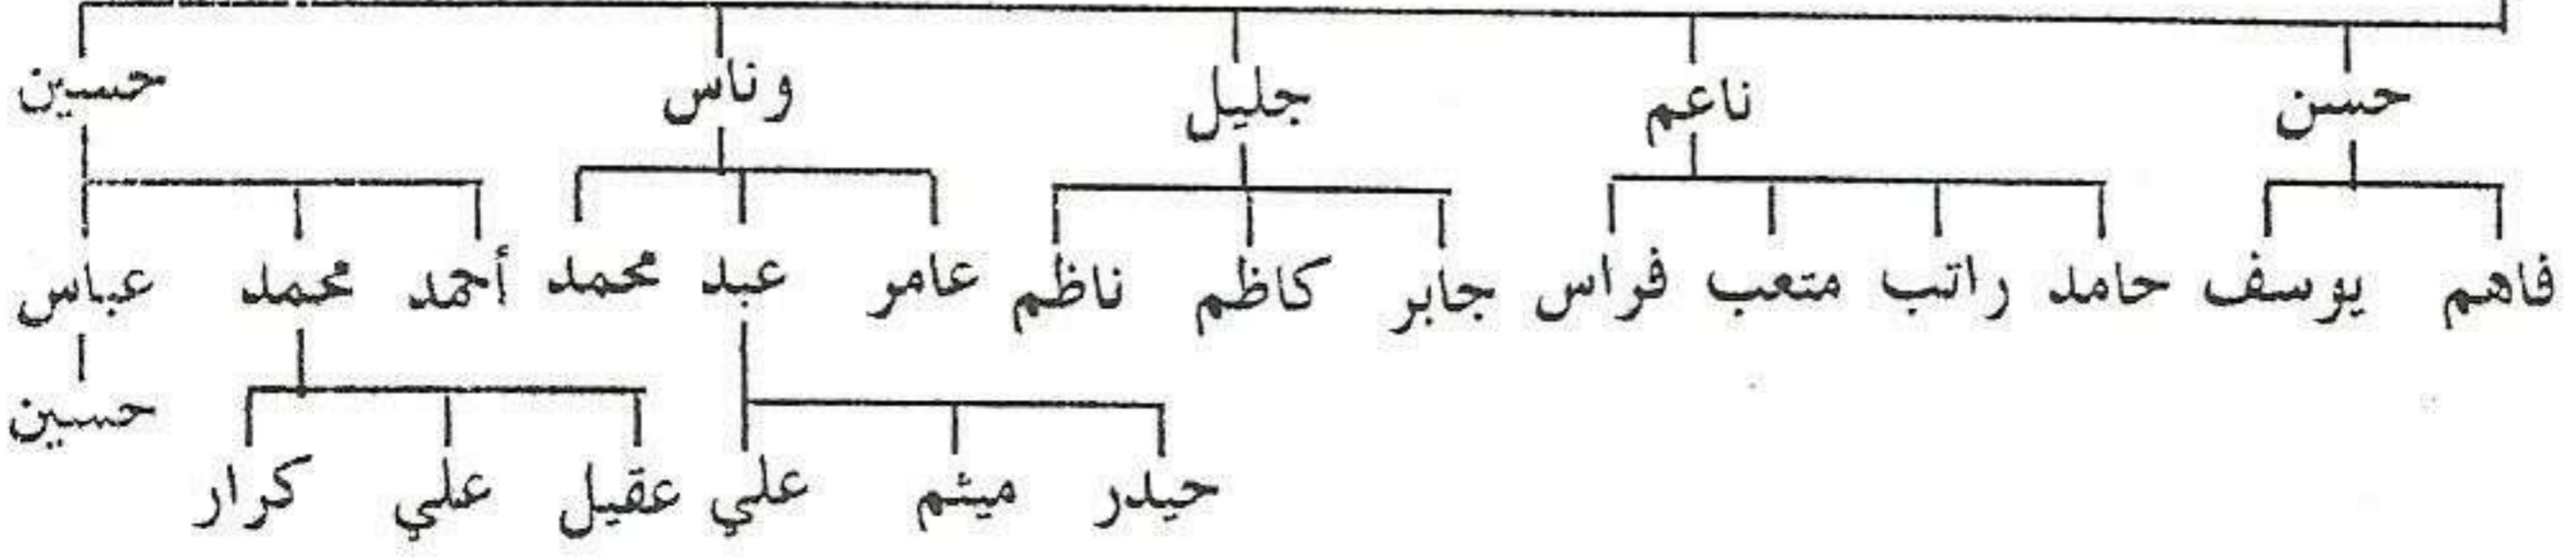 حسن ناعم جليل وناس حسين
فاهم يوسف حامد راتب متعب فراس جابر كاظم ناظم عامر عبد محمد أحمد محمد عباس
حسين
حيدر ميثم علي عقيل علي كرار